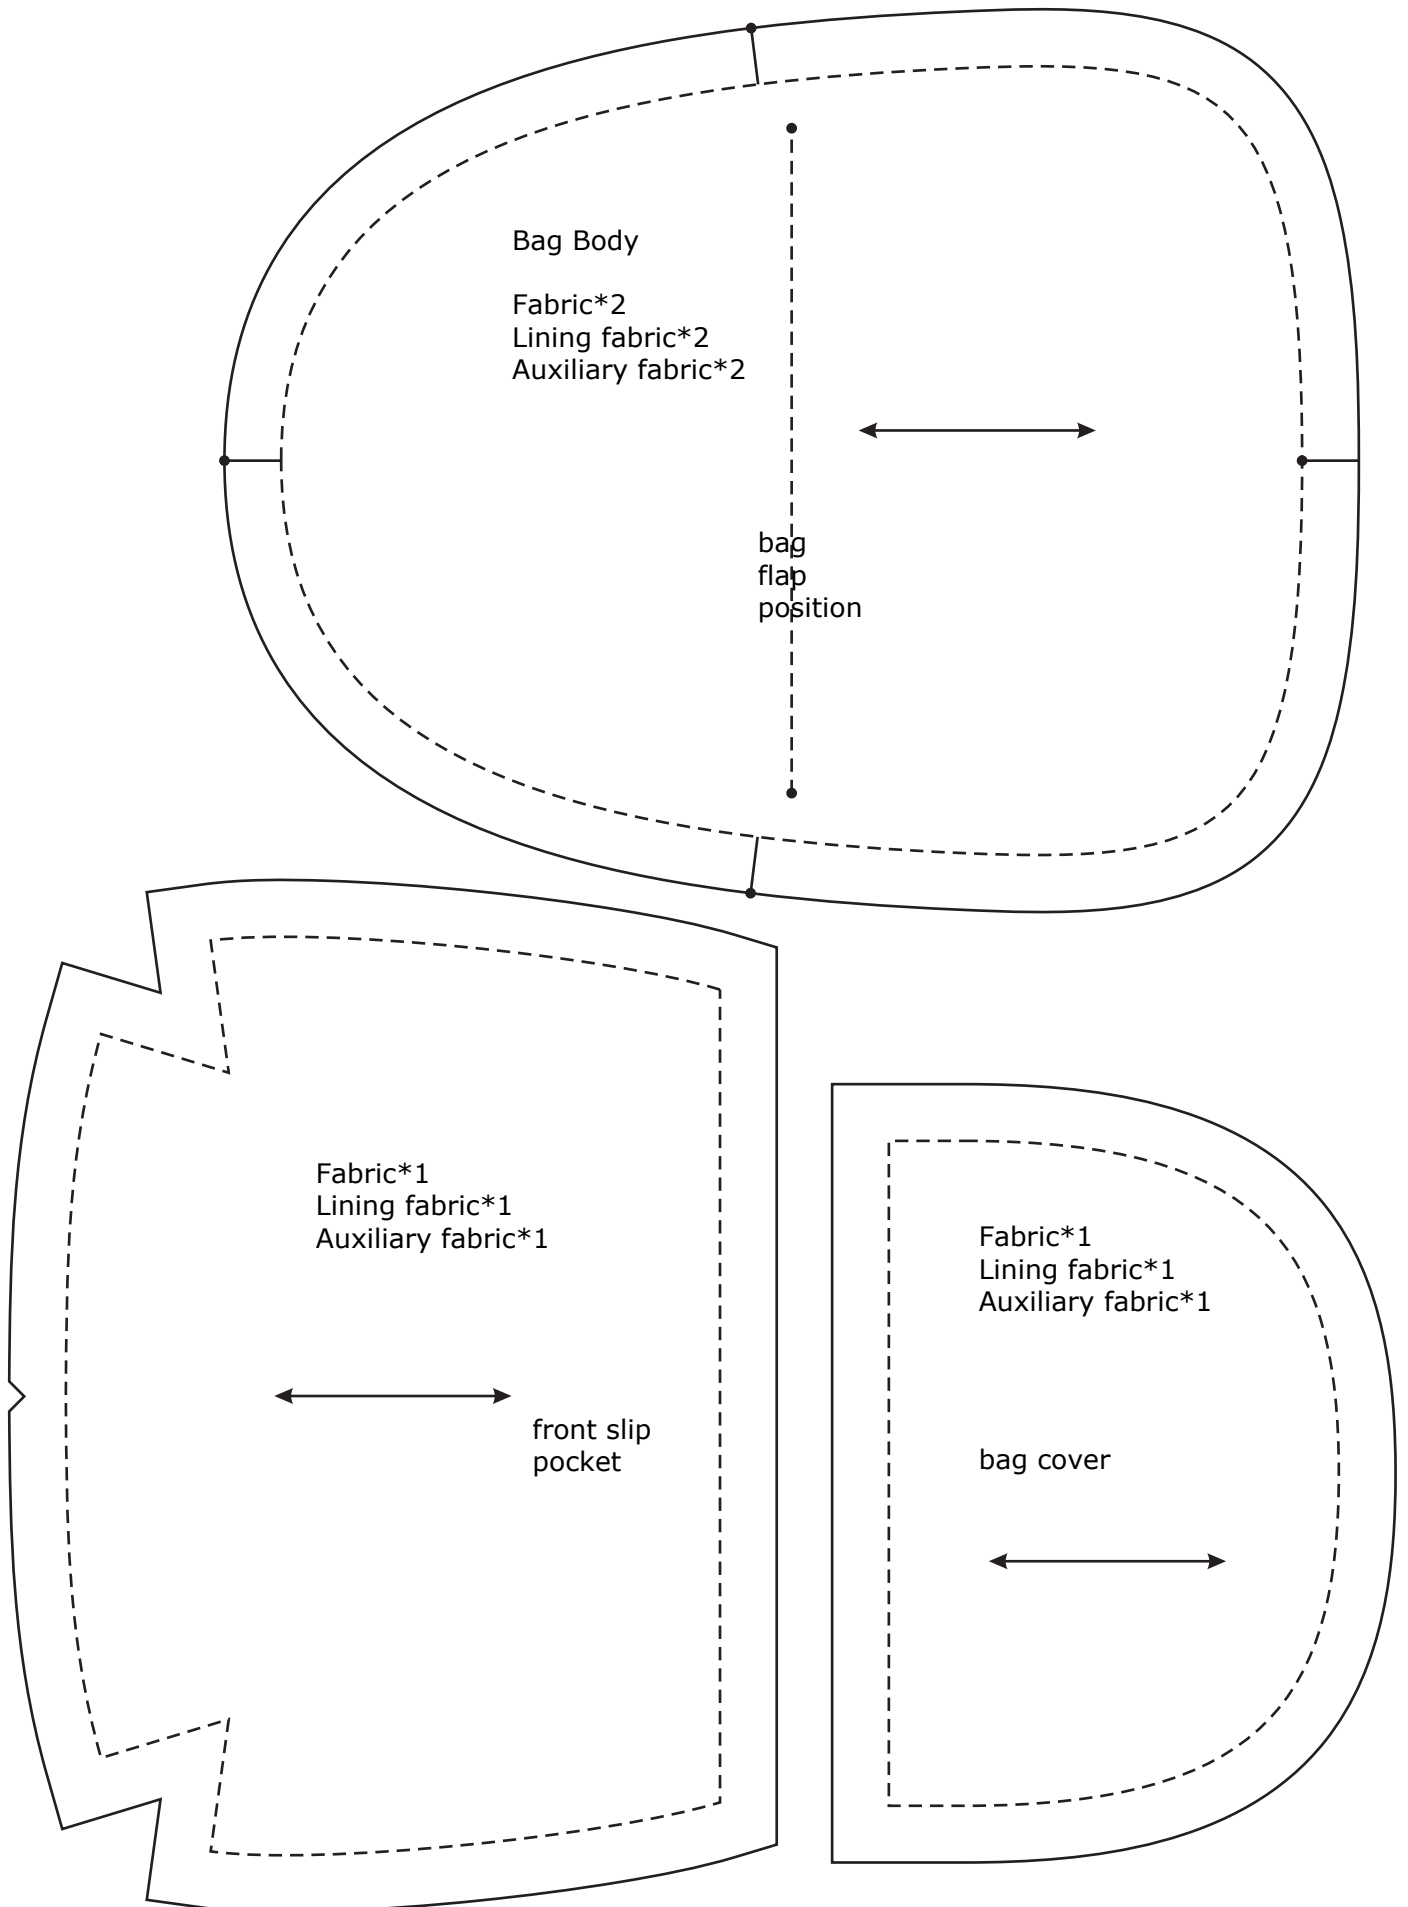 Bag Body
Fabric*2
Lining fabric*2
Auxiliary fabric*2
bag
flap
position
Fabric*1
Lining fabric*1
Auxiliary fabric*1
front slip
pocket
Fabric*1
Lining fabric*1
Auxiliary fabric*1
bag cover